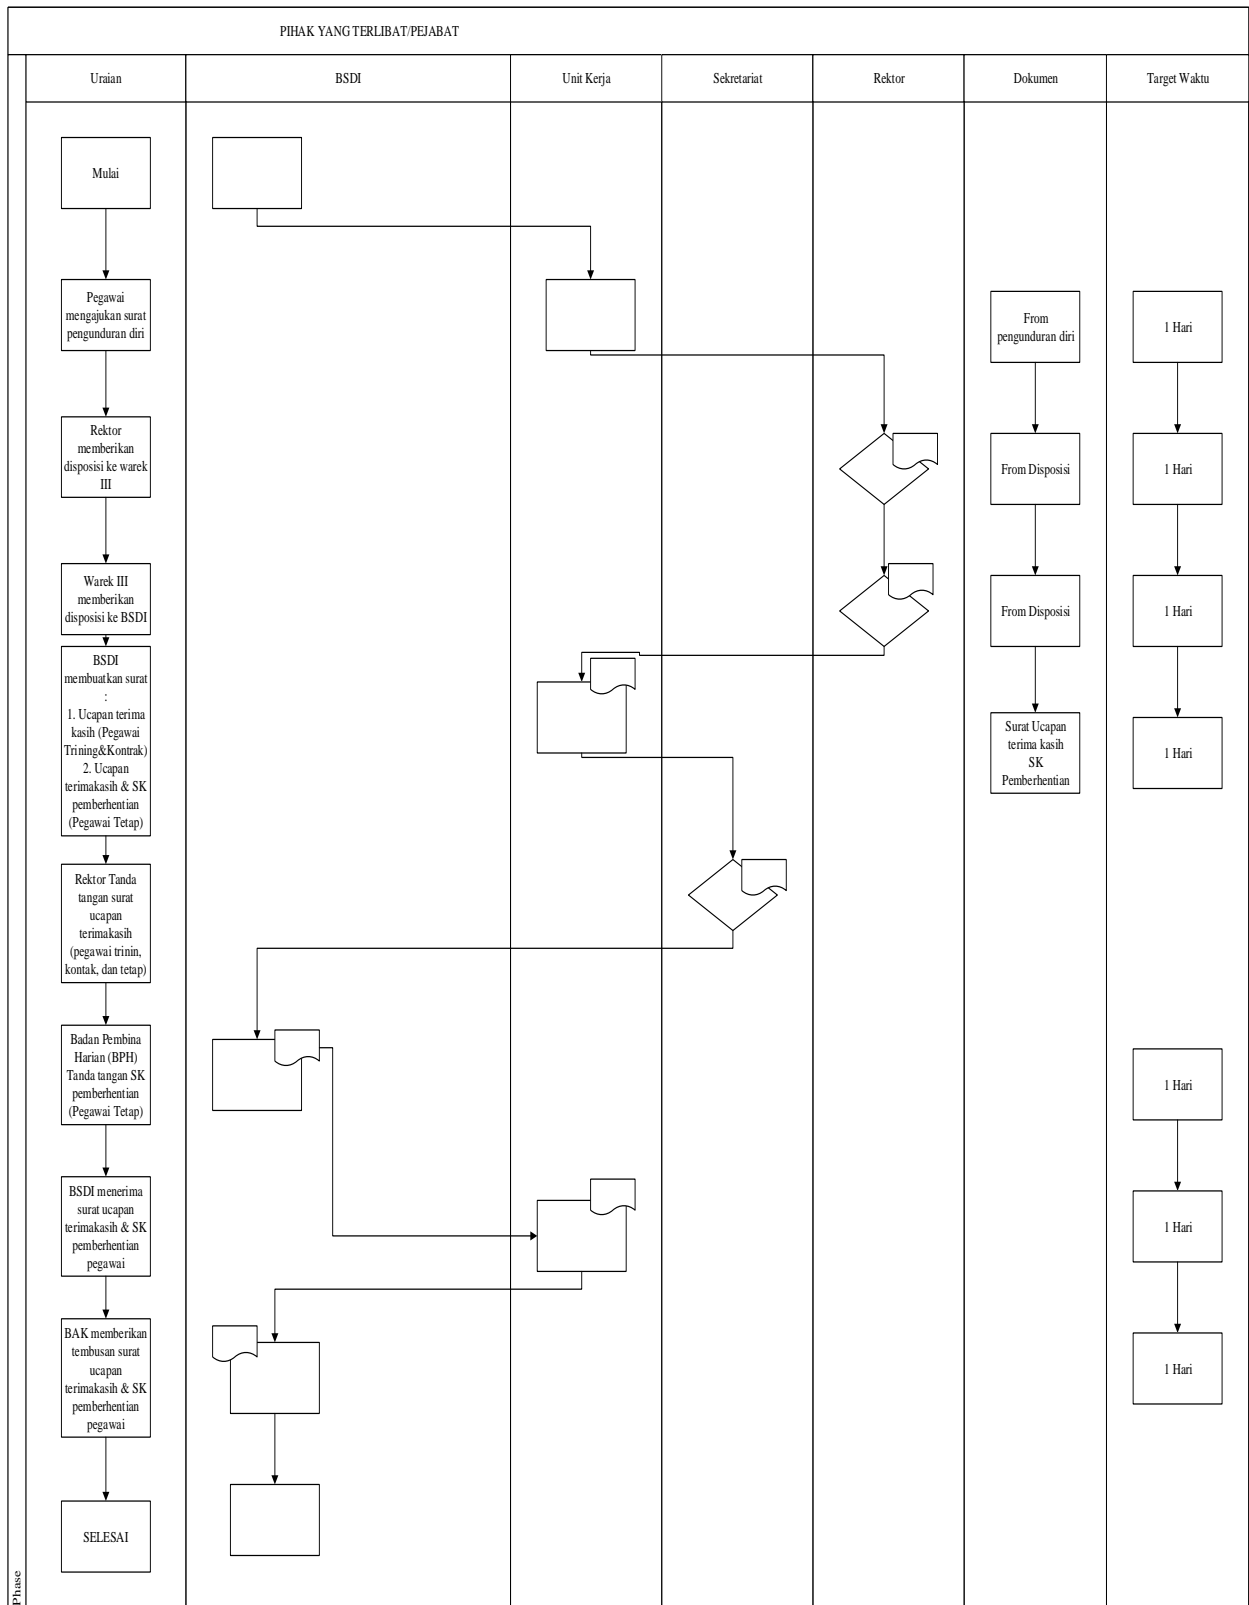 PIHAK YANG TERLIBAT/PEJABAT
Uraian
BSDI
Unit Kerja
Sekretariat
Rektor
Dokumen
Target Waktu
Mulai
Pegawai
mengajukan surat
pengunduran diri
From
pengunduran diri
1 Hari
Rektor
memberikan
disposisi ke warek
III
From Disposisi
1 Hari
Warek III
memberikan
disposisi ke BSDI
From Disposisi
1 Hari
BSDI
membuatkan surat
:
1. Ucapan terima
kasih (Pegawai
Trining&Kontrak)
2. Ucapan
terimakasih & SK
pemberhentian
(Pegawai Tetap)
Surat Ucapan
terima kasih
SK
Pemberhentian
1 Hari
Rektor Tanda
tangan surat
ucapan
terimakasih
(pegawai trinin,
kontak, dan tetap)
Badan Pembina
Harian (BPH)
Tanda tangan SK
pemberhentian
(Pegawai Tetap)
1 Hari
BSDI menerima
surat ucapan
terimakasih & SK
pemberhentian
pegawai
1 Hari
BAK memberikan
tembusan surat
ucapan
terimakasih & SK
pemberhentian
pegawai
1 Hari
SELESAI
Phase